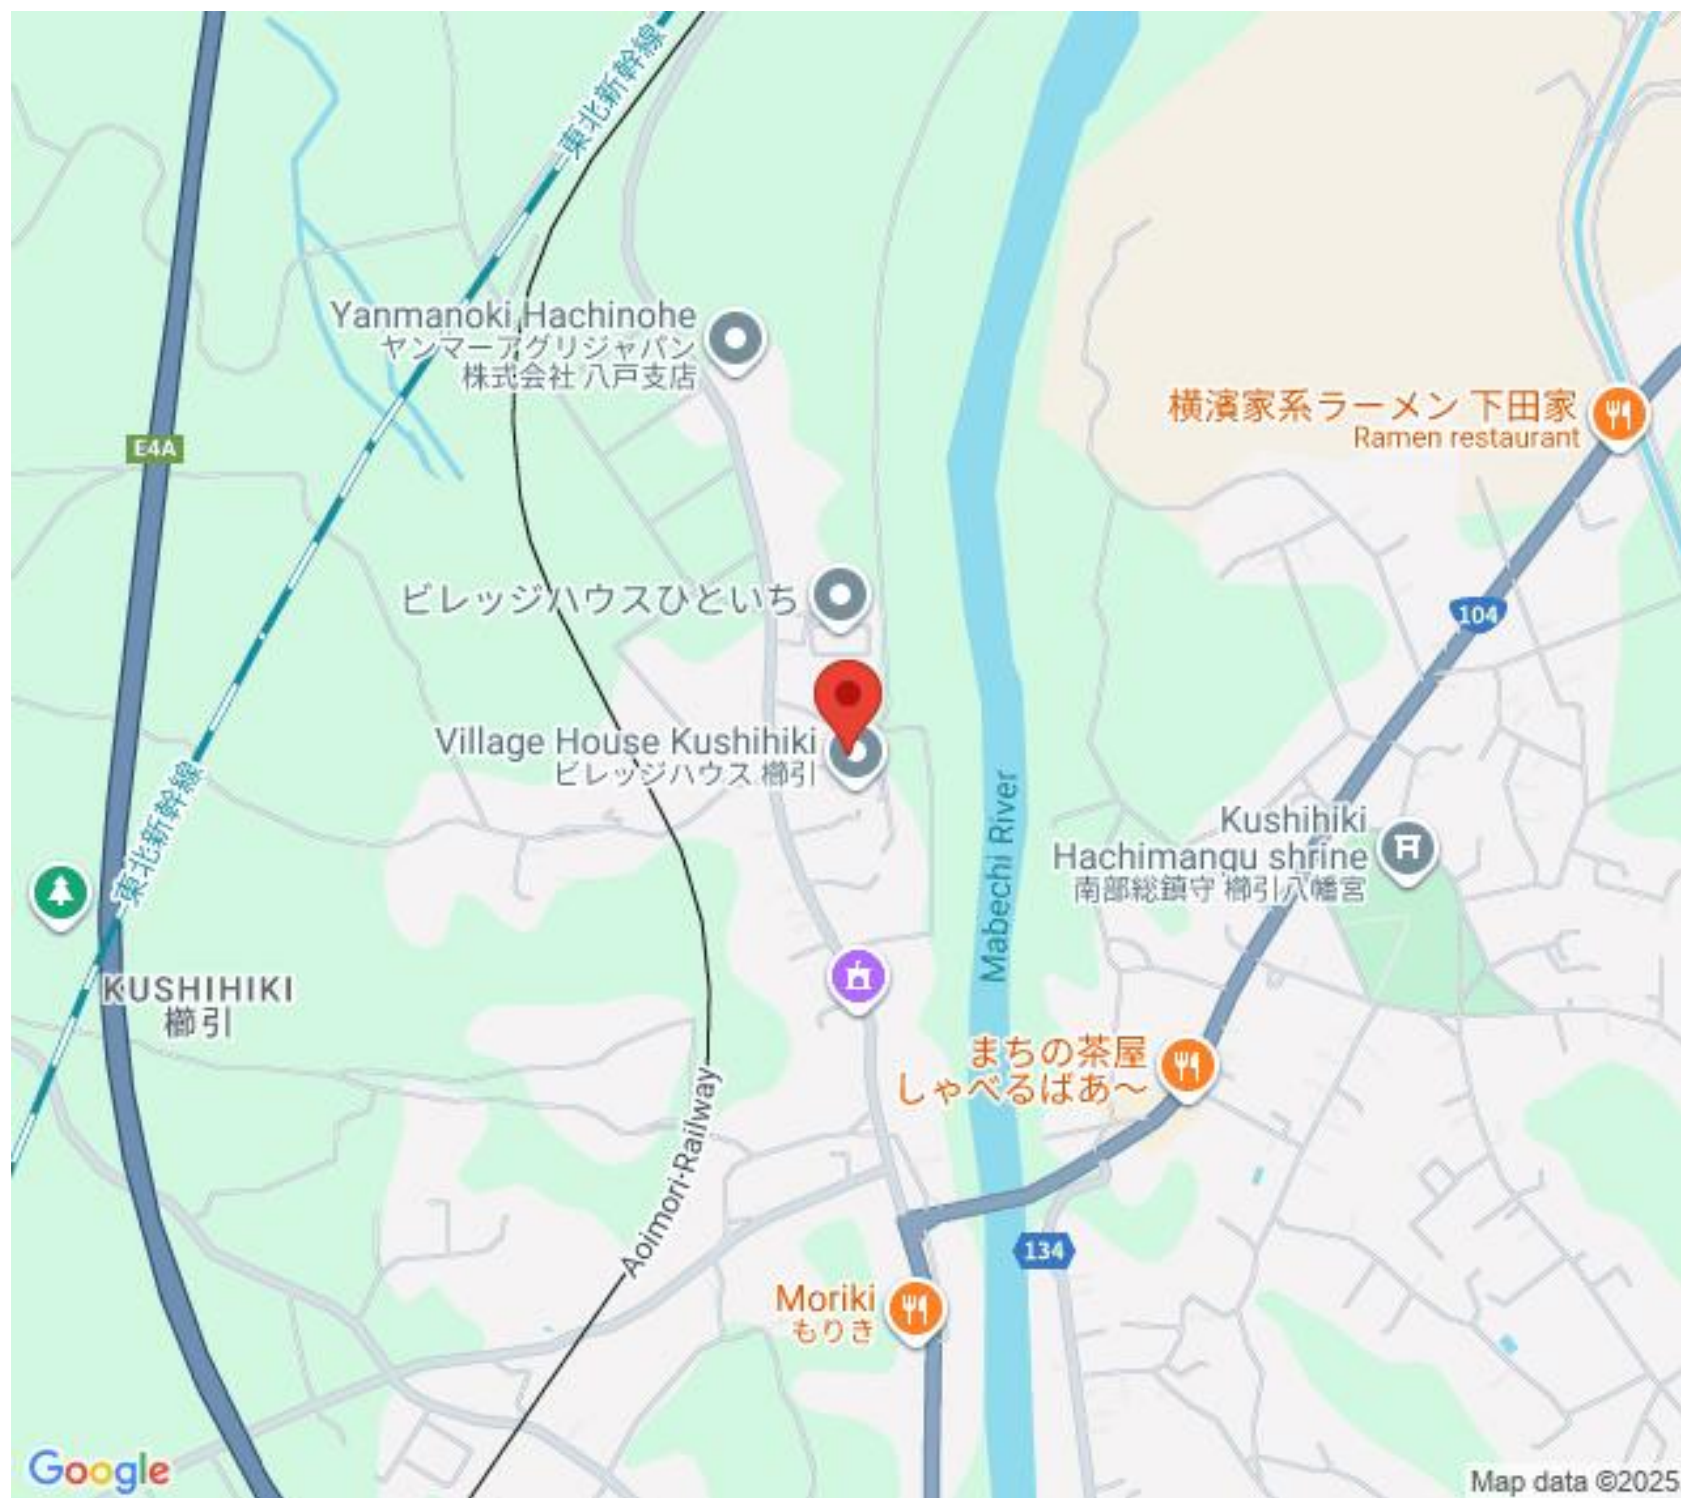 東北新幹線
Yanmanoki Hachinohe
ヤンマーアグリジャパン
株式会社 八戸支店
横濱家系ラーメン 下田家
Ramen restaurant
E4A
ビレッジハウスひといち
104
Village House Kushihiki
ビレッジハウス 櫛引
東北新幹線
Mabechi River
Kushihiki
Hachimangu shrine
南部総鎮守 櫛引八幡宮
KUSHIHIKI
櫛引
まちの茶屋
しゃべるばあ〜
Aoimori-Railway
134
Moriki
もりき
Google
Map data ©2025